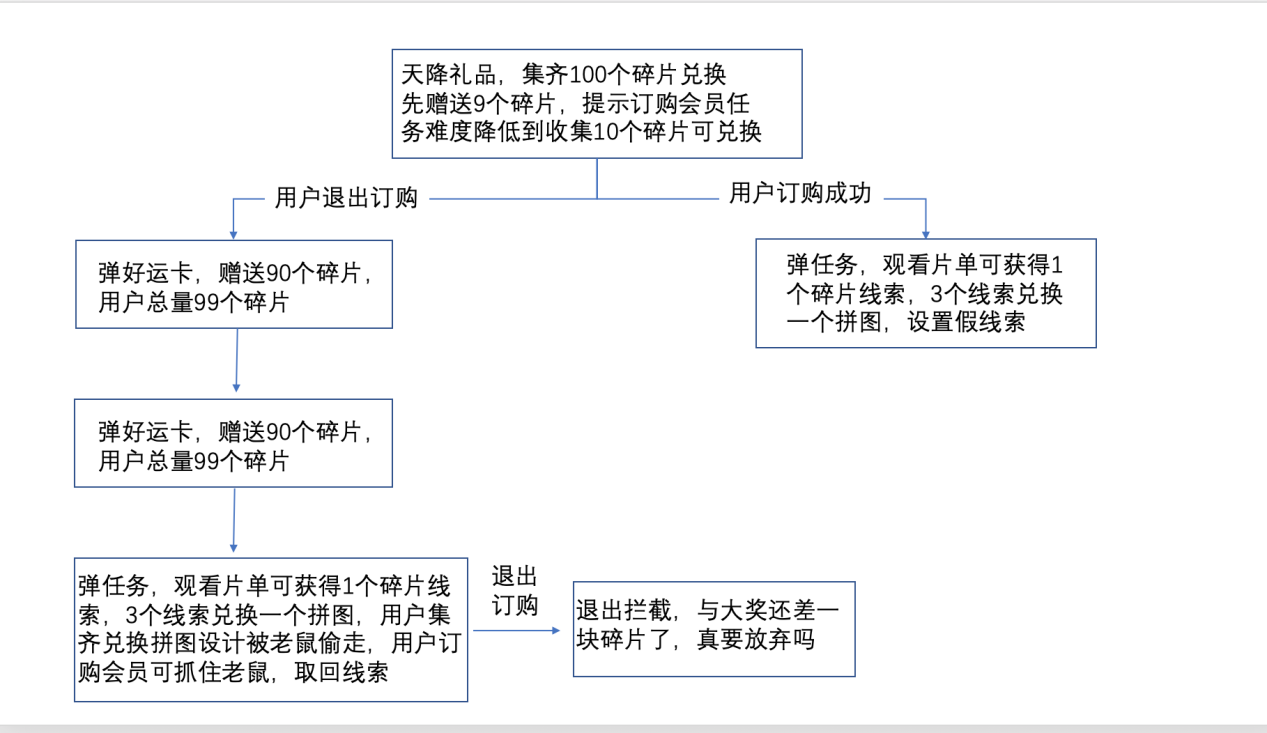 天降礼品，集齐100个碎片兑换
先赠送9个碎片，提示订购会员任
务难度降低到收集10个碎片可兑换
用户退出订购
用户订购成功
弹好运卡，赠送90个碎片，
用户总量99个碎片
弹任务，观看片单可获得1
个碎片线索，3个线索兑换
一个拼图，设置假线索
弹好运卡，赠送90个碎片，
用户总量99个碎片
弹任务，观看片单可获得1个碎片线
索，3个线索兑换一个拼图，用户集
齐兑换拼图设计被老鼠偷走，用户订
购会员可抓住老鼠，取回线索
退出
订购
退出拦截，与大奖还差一
块碎片了，真要放弃吗